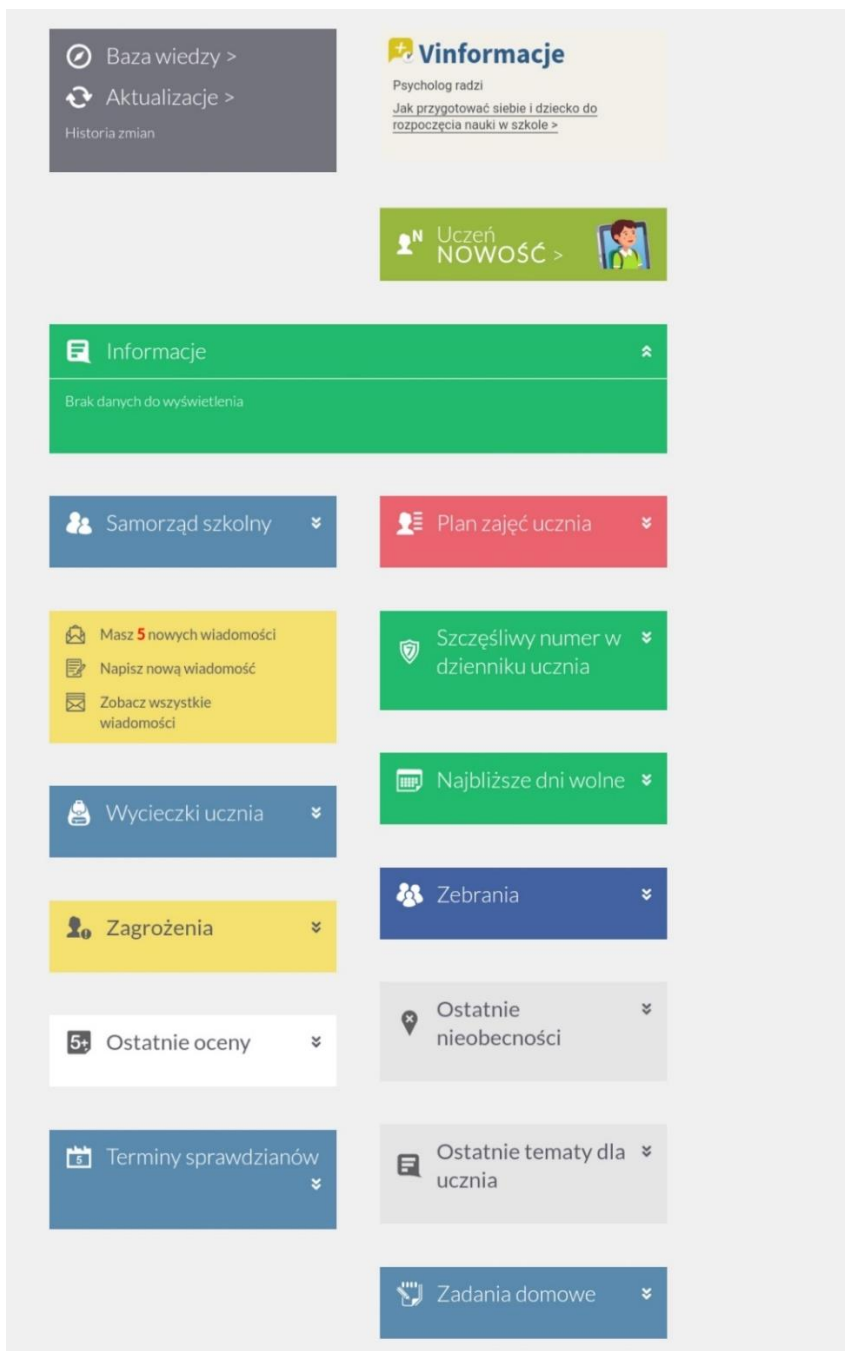 Baza wiedzy >
Aktualizacje >
Historia zmian
Vinformacje
Psycholog radzi
Jak przygotować siebie i dziecko do
rozpoczęcia nauki w szkole >
N
Uczeń
NOWOŚĆ >
Informacje
Brak danych do wyświetlenia
Samorząd szkolny
Plan zajęć ucznia
Masz 5 nowych wiadomości
Napisz nową wiadomość
Zobacz wszystkie
wiadomości
7
Szczęśliwy numer w
dzienniku ucznia
Najbliższe dni wolne
Wycieczki ucznia
Zebrania
Zagrożenia
Ostatnie
nieobecności
5+
Ostatnie oceny
Ostatnie tematy dla
ucznia
5
Terminy sprawdzianów
Zadania domowe